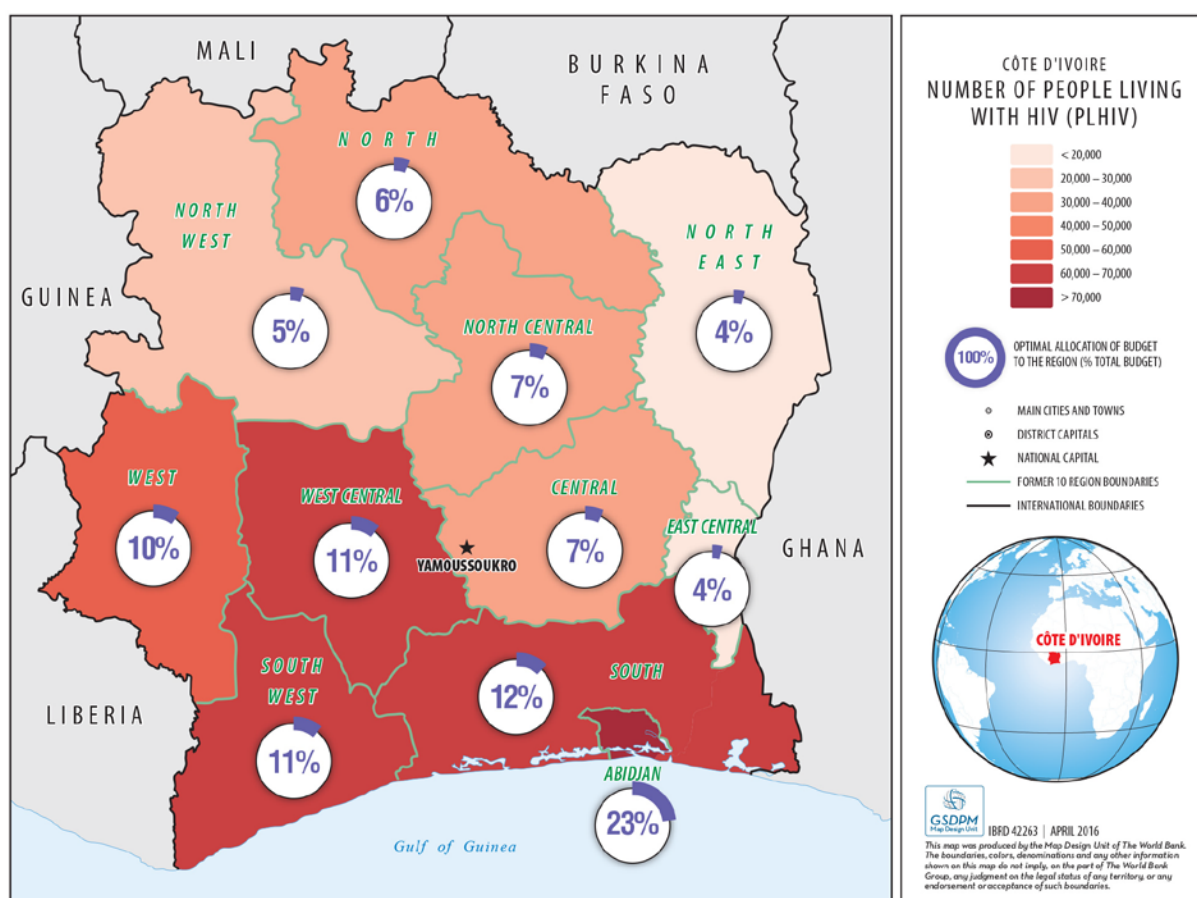 MALI
BURKINA
FASO
NORTH
6%
NORTH
WEST
NORTH
EAST
GUINEA
5%
NORTH CENTRAL
7%
4%
WEST
10%
WEST CENTRAL
11%
CENTRAL
7%
EAST CENTRAL
4%
GHANA
YAMOUSSOUKRO
SOUTH
WEST
11%
12%
SOUTH
LIBERIA
ABIDJAN
23%
Gulf of Guinea
CÔTE D'IVOIRE
NUMBER OF PEOPLE LIVING
WITH HIV (PLHIV)
< 20,000
20,000 – 30,000
30,000 – 40,000
40,000 – 50,000
50,000 – 60,000
60,000 – 70,000
> 70,000
100%
OPTIMAL ALLOCATION OF BUDGET
TO THE REGION (% TOTAL BUDGET)
MAIN CITIES AND TOWNS
DISTRICT CAPITALS
NATIONAL CAPITAL
FORMER 10 REGION BOUNDARIES
INTERNATIONAL BOUNDARIES
CÔTE D'IVOIRE
GSDPM
Map Design Unit
IBRD 42263 | APRIL 2016
This map was produced by the Map Design Unit of The World Bank.
The boundaries, colors, denominations and any other information
shown on this map do not imply, on the part of The World Bank
Group, any judgment on the legal status of any territory, or any
endorsement or acceptance of such boundaries.